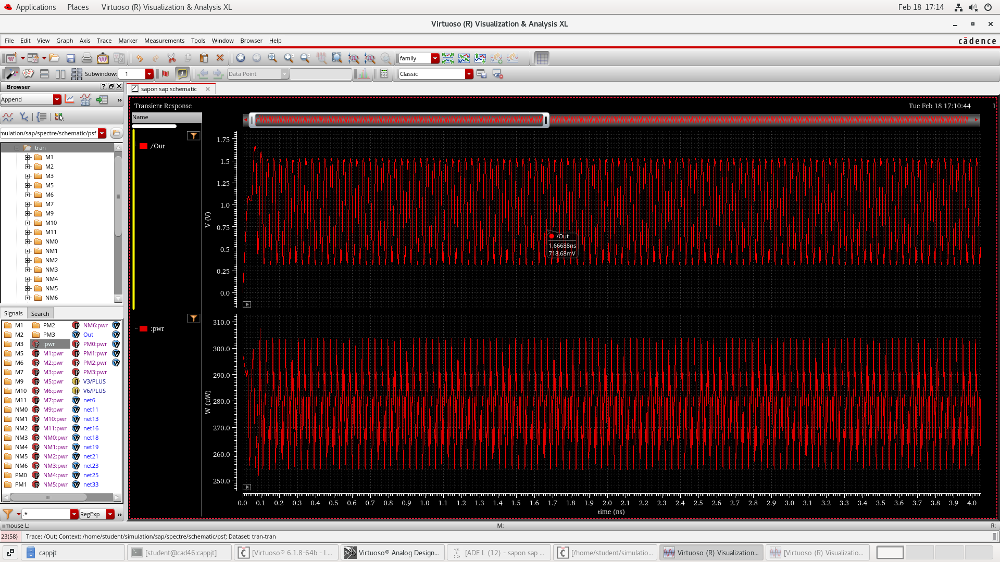 Applications Places Virtuoso (R) Visualization & Analysis XL Feb 18 17:14
Virtuoso (R) Visualization & Analysis XL
File Edit View Graph Axis Trace Marker Measurements Tools Window Browser Help cādence
family
Subwindow: 1 Data Point Classic
Browser
sapon sap schematic
Append
mulation/sap/spectre/schematic/psf
tran
M1
M2
M3
M5
M6
M7
M9
M10
M11
NM0
NM1
NM2
NM3
NM4
NM5
NM6
Signals Search
M1 PM2 NM6:pwr
M2 PM3 Out
M3 :pwr PM0:pwr
M5 M1:pwr PM1:pwr
M6 M2:pwr PM2:pwr
M7 M3:pwr PM3:pwr
M9 M5:pwr V3/PLUS
M10 M6:pwr V6/PLUS
M11 M7:pwr net6
NM0 M9:pwr net11
NM1 M10:pwr net13
NM2 M11:pwr net16
NM3 NM0:pwr net18
NM4 NM1:pwr net19
NM5 NM2:pwr net21
NM6 NM3:pwr net23
PM0 NM4:pwr net25
PM1 NM5:pwr net33
.* RegExp
Transient Response Tue Feb 18 17:10:44 1
Name
/Out
1.75
1.5
1.25
1.0
0.75
0.5
0.25
0.0
V (V)
/Out
1.66688ns
718.68mV
:pwr
310.0
300.0
290.0
280.0
270.0
260.0
250.0
W (uW)
0.0 0.1 0.2 0.3 0.4 0.5 0.6 0.7 0.8 0.9 1.0 1.1 1.2 1.3 1.4 1.5 1.6 1.7 1.8 1.9 2.0 2.1 2.2 2.3 2.4 2.5 2.6 2.7 2.8 2.9 3.0 3.1 3.2 3.3 3.4 3.5 3.6 3.7 3.8 3.9 4.0
time (ns)
mouse L: M: R:
23(58) Trace: /Out; Context: /home/student/simulation/sap/spectre/schematic/psf; Dataset: tran-tran
cappjt [student@cad46:cappjt] [Virtuoso® 6.1.8-64b - L... Virtuoso® Analog Design... [ADE L (12) - sapon sap ... [/home/student/simulatio... Virtuoso (R) Visualization... [Virtuoso (R) Visualizatio...